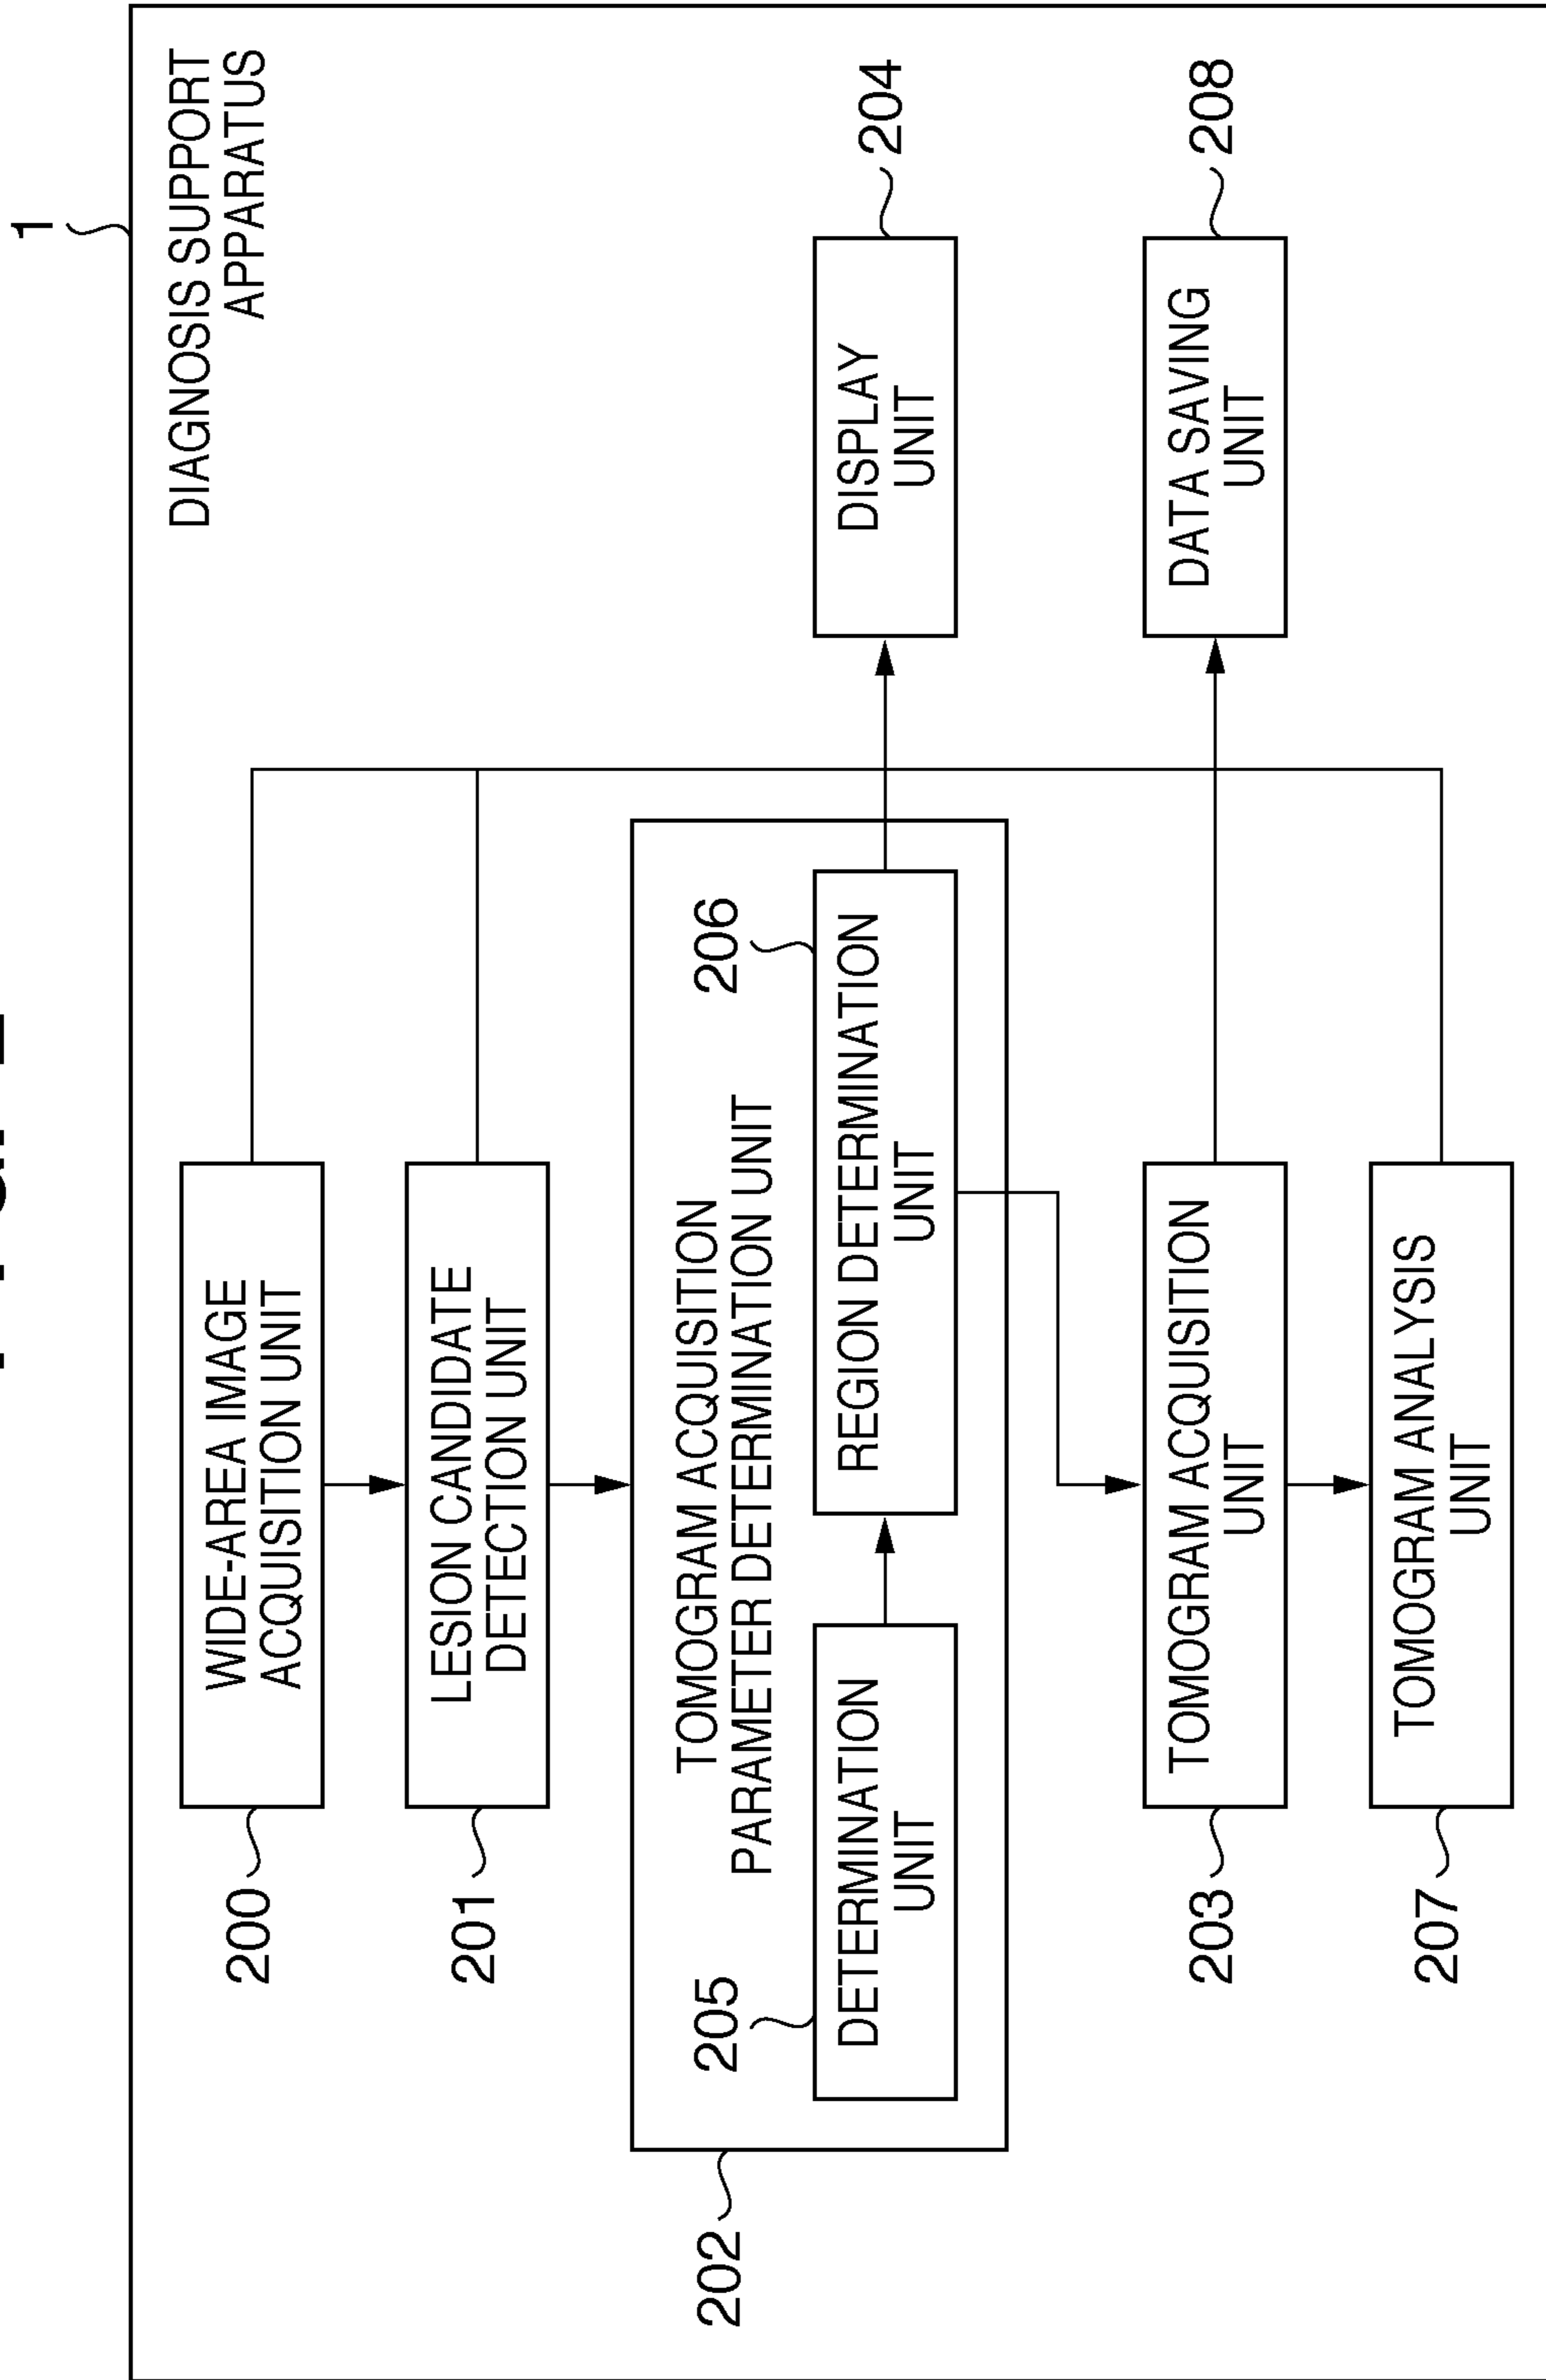 1
DIAGNOSIS SUPPORT
APPARATUS
200
WIDE-AREA IMAGE
ACQUISITION UNIT
201
LESION CANDIDATE
DETECTION UNIT
202
TOMOGRAM ACQUISITION
PARAMETER DETERMINATION UNIT
205
DETERMINATION
UNIT
206
REGION DETERMINATION
UNIT
204
DISPLAY
UNIT
203
TOMOGRAM ACQUISITION
UNIT
208
DATA SAVING
UNIT
207
TOMOGRAM ANALYSIS
UNIT